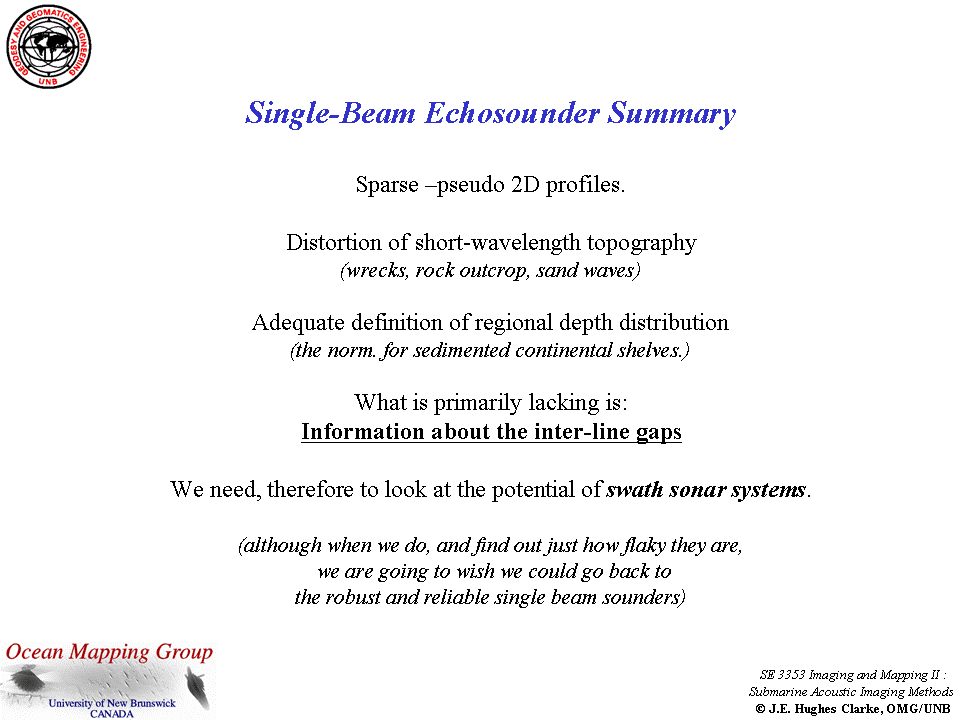 GEODESY AND GEOMATICS ENGINEERING
UNB
Single-Beam Echosounder Summary
Sparse –pseudo 2D profiles.
Distortion of short-wavelength topography
(wrecks, rock outcrop, sand waves)
Adequate definition of regional depth distribution
(the norm. for sedimented continental shelves.)
What is primarily lacking is:
Information about the inter-line gaps
We need, therefore to look at the potential of swath sonar systems.
(although when we do, and find out just how flaky they are,
we are going to wish we could go back to
the robust and reliable single beam sounders)
Ocean Mapping Group
University of New Brunswick
CANADA
SE 3353 Imaging and Mapping II :
Submarine Acoustic Imaging Methods
© J.E. Hughes Clarke, OMG/UNB